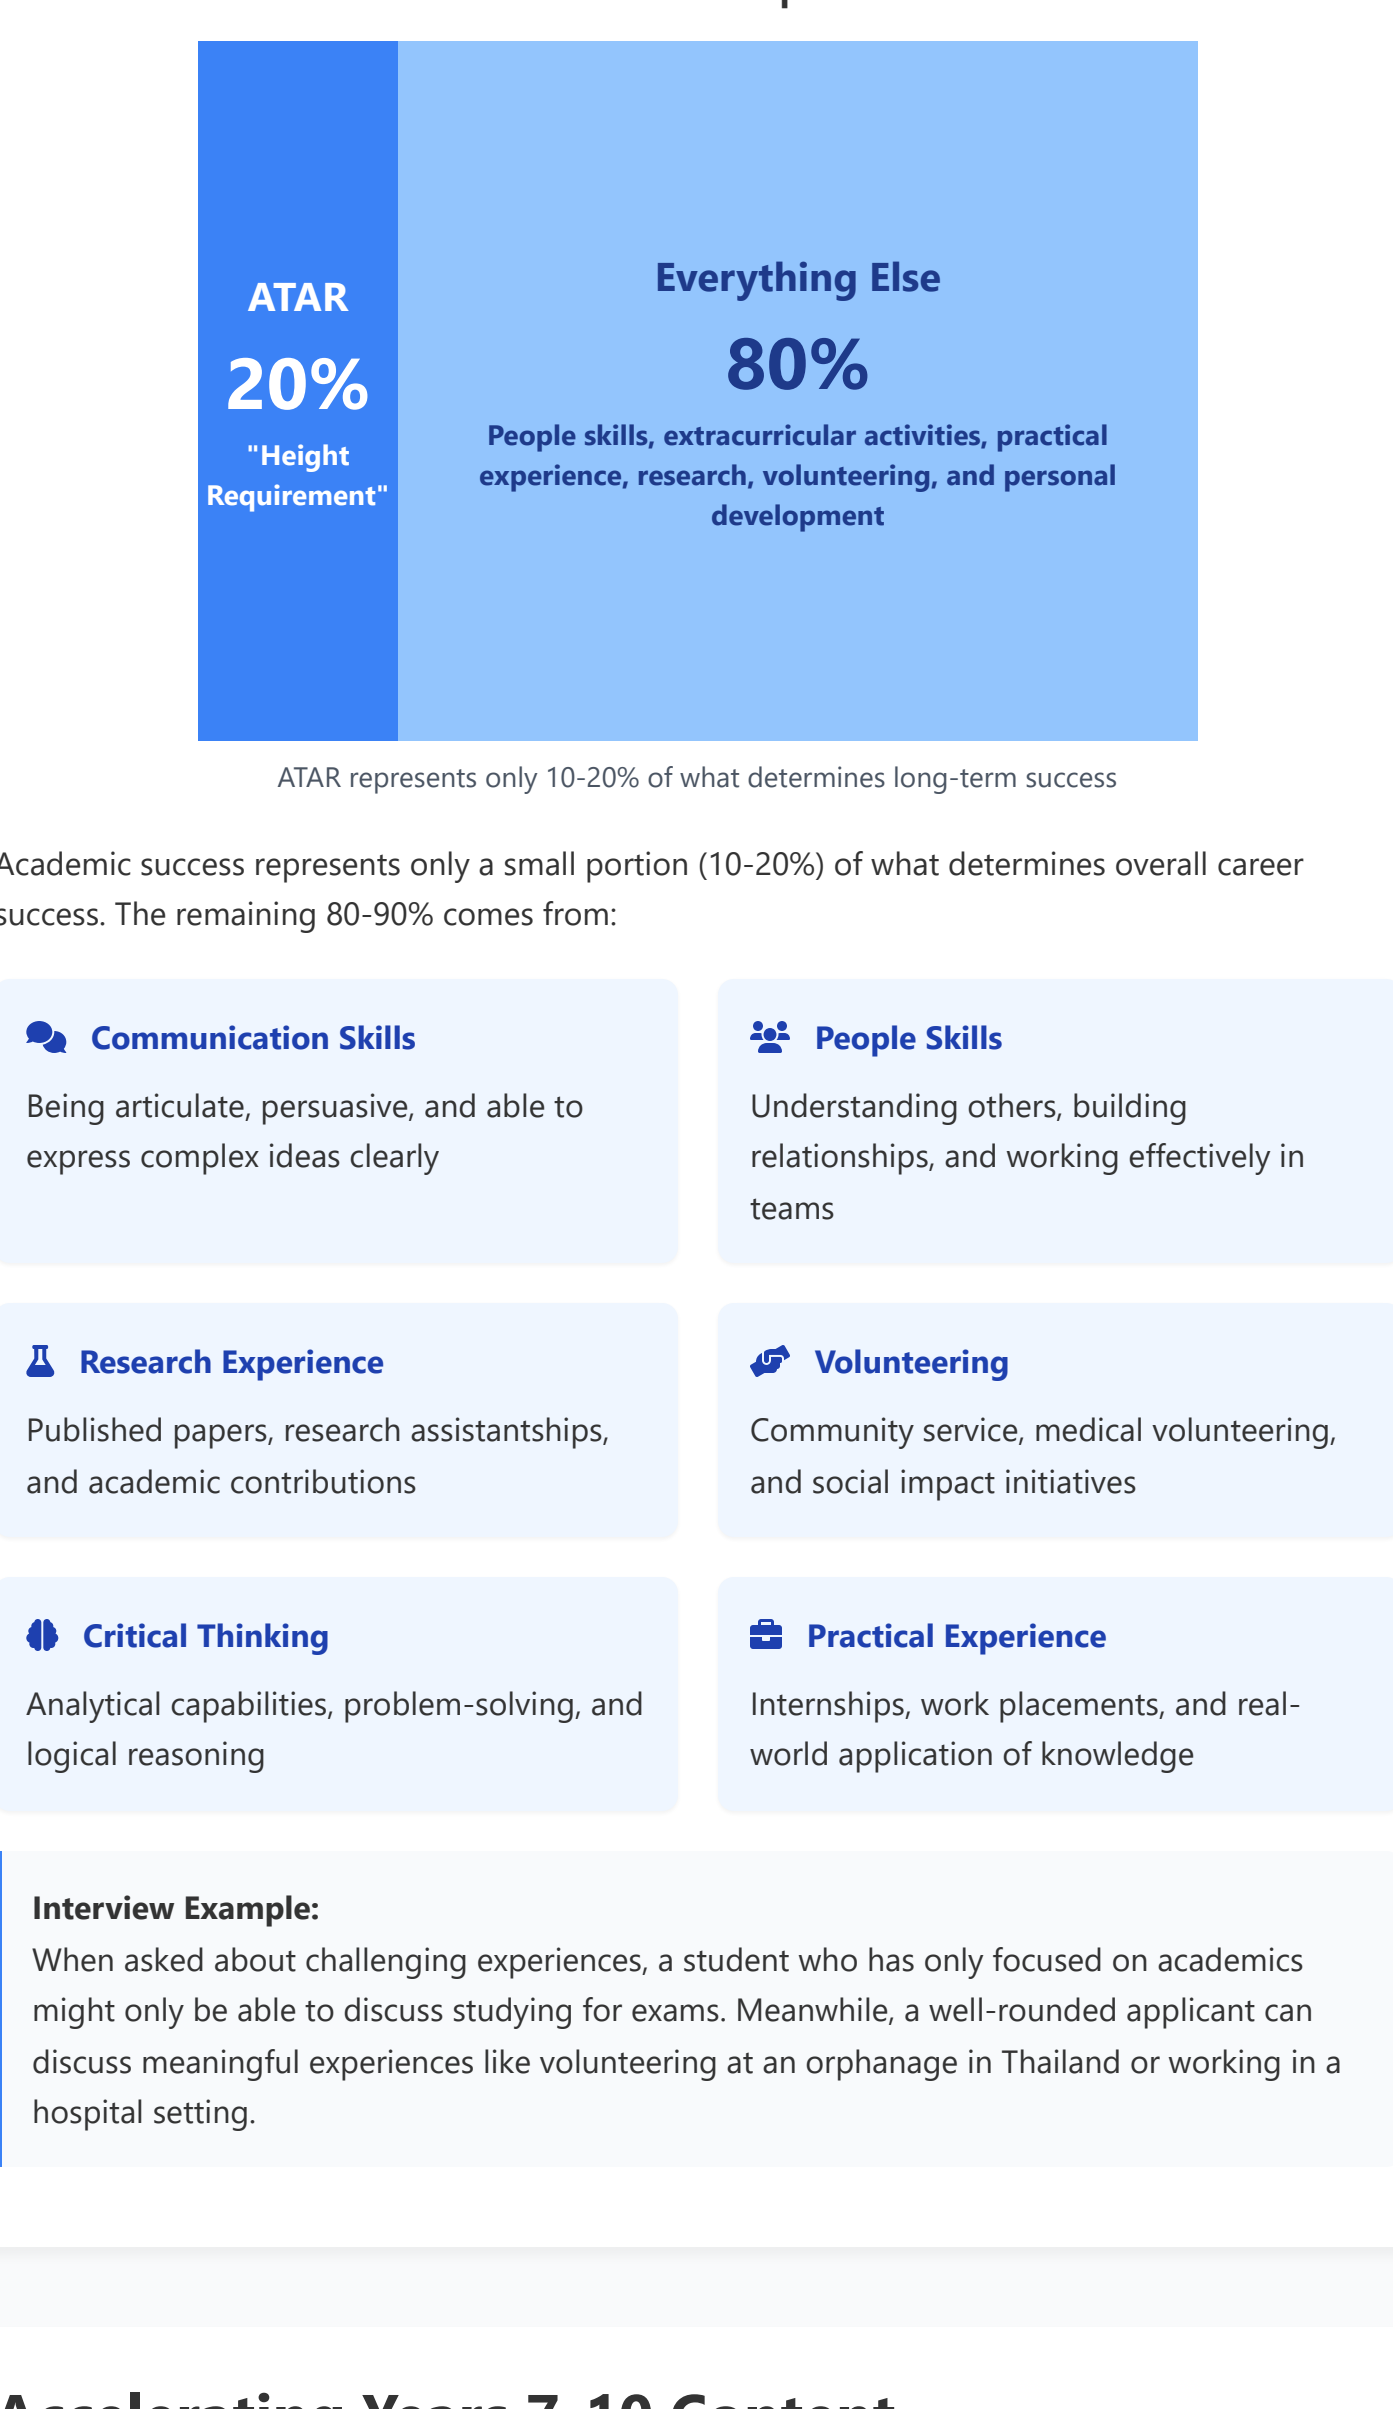 ATAR
20%
"Height
Requirement"
Everything Else
80%
People skills, extracurricular activities, practical
experience, research, volunteering, and personal
development
ATAR represents only 10-20% of what determines long-term success
Academic success represents only a small portion (10-20%) of what determines overall career
success. The remaining 80-90% comes from:
Communication Skills
Being articulate, persuasive, and able to
express complex ideas clearly
People Skills
Understanding others, building
relationships, and working effectively in
teams
Research Experience
Published papers, research assistantships,
and academic contributions
Volunteering
Community service, medical volunteering,
and social impact initiatives
Critical Thinking
Analytical capabilities, problem-solving, and
logical reasoning
Practical Experience
Internships, work placements, and real-
world application of knowledge
Interview Example:
When asked about challenging experiences, a student who has only focused on academics
might only be able to discuss studying for exams. Meanwhile, a well-rounded applicant can
discuss meaningful experiences like volunteering at an orphanage in Thailand or working in a
hospital setting.
Accelerating Years 7-10 Content